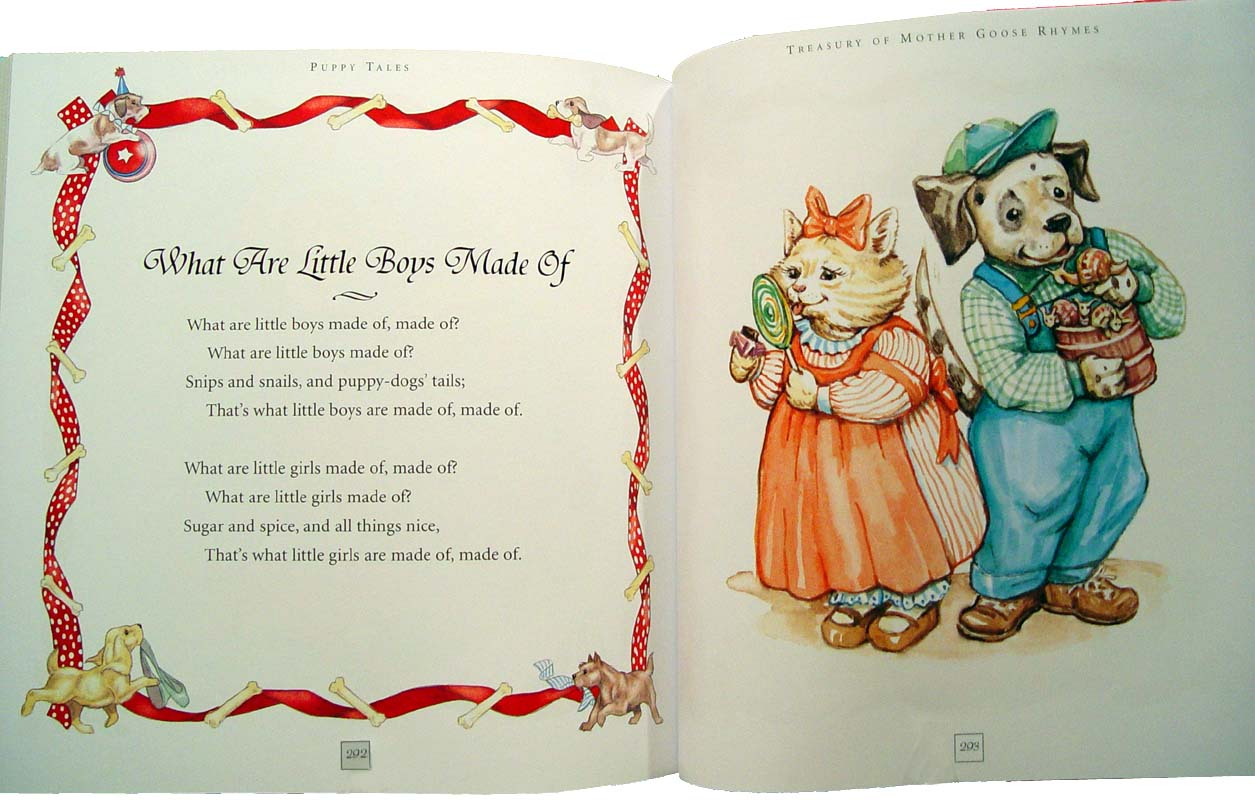 PUPPY TALES
What Are Little Boys Made Of
What are little boys made of, made of?
What are little boys made of?
Snips and snails, and puppy-dogs' tails;
That's what little boys are made of, made of.
What are little girls made of, made of?
What are little girls made of?
Sugar and spice, and all things nice,
That's what little girls are made of, made of.
292
TREASURY OF MOTHER GOOSE RHYMES
293